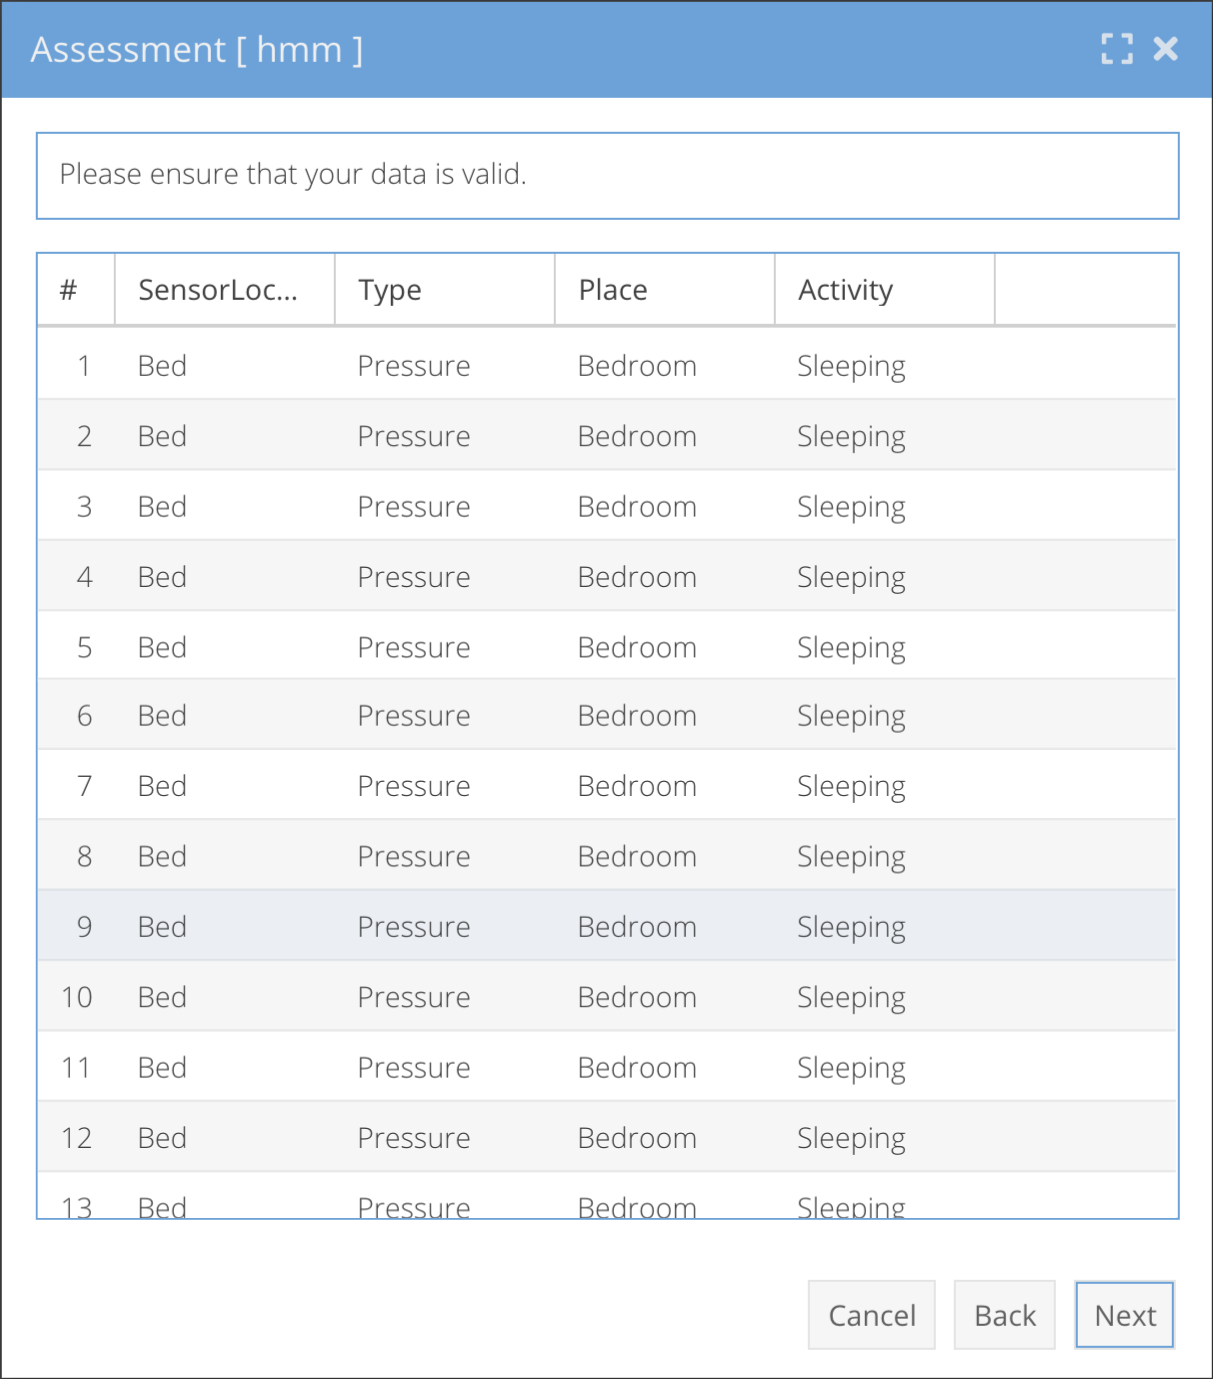 Assessment [ hmm ]
Please ensure that your data is valid.
# SensorLoc... Type Place Activity
1 Bed Pressure Bedroom Sleeping
2 Bed Pressure Bedroom Sleeping
3 Bed Pressure Bedroom Sleeping
4 Bed Pressure Bedroom Sleeping
5 Bed Pressure Bedroom Sleeping
6 Bed Pressure Bedroom Sleeping
7 Bed Pressure Bedroom Sleeping
8 Bed Pressure Bedroom Sleeping
9 Bed Pressure Bedroom Sleeping
10 Bed Pressure Bedroom Sleeping
11 Bed Pressure Bedroom Sleeping
12 Bed Pressure Bedroom Sleeping
13 Bed Pressure Bedroom Sleeping
Cancel Back Next